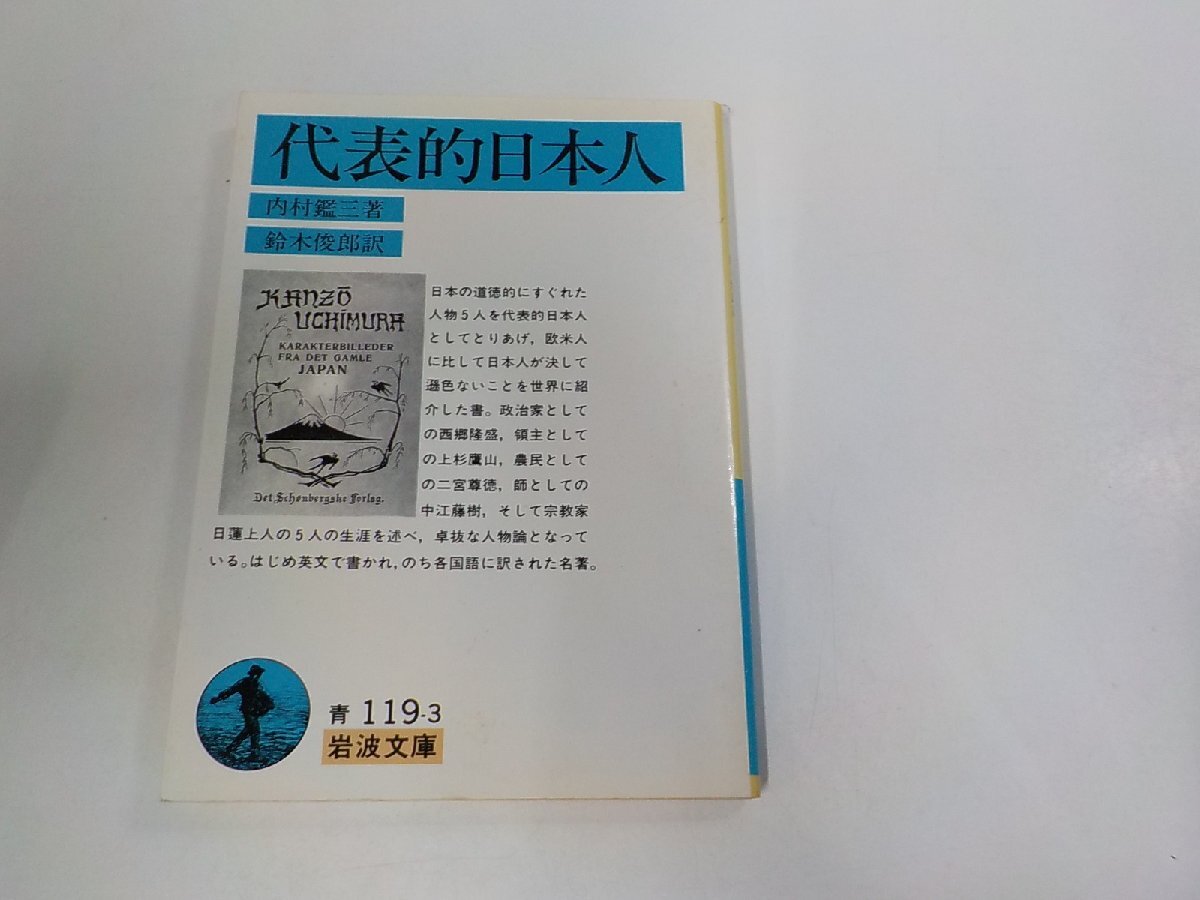 代表的日本人
内村鑑三著
鈴木俊郎訳
KANZŌ
UCHIMURA
KARAKTERBILLEDER
FRA DET GAMLE
JAPAN
Det Schønbergske Forlag.
日本の道徳的にすぐれた
人物5人を代表的日本人
としてとりあげ，欧米人
に比して日本人が決して
遜色ないことを世界に紹
介した書。政治家として
の西郷隆盛，領主として
の上杉鷹山，農民として
の二宮尊徳，師としての
中江藤樹，そして宗教家
日蓮上人の5人の生涯を述べ，卓抜な人物論となって
いる。はじめ英文で書かれ，のち各国語に訳された名著。
青 119-3
岩波文庫